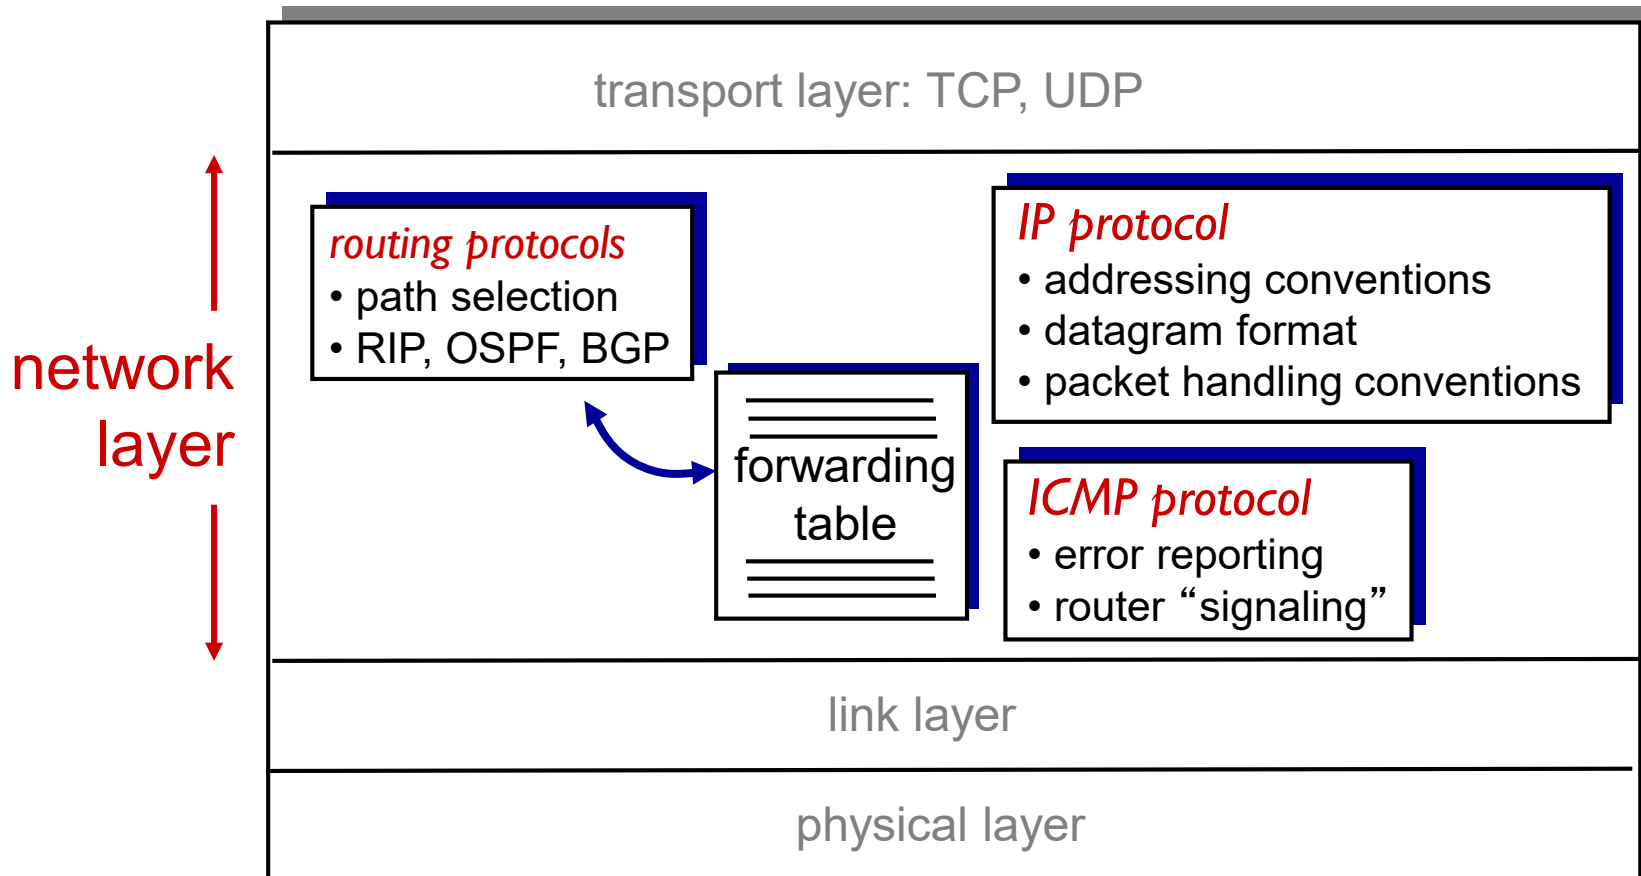 transport layer: TCP, UDP
network
layer
routing protocols
• path selection
• RIP, OSPF, BGP
forwarding
table
IP protocol
• addressing conventions
• datagram format
• packet handling conventions
ICMP protocol
• error reporting
• router “signaling”
link layer
physical layer